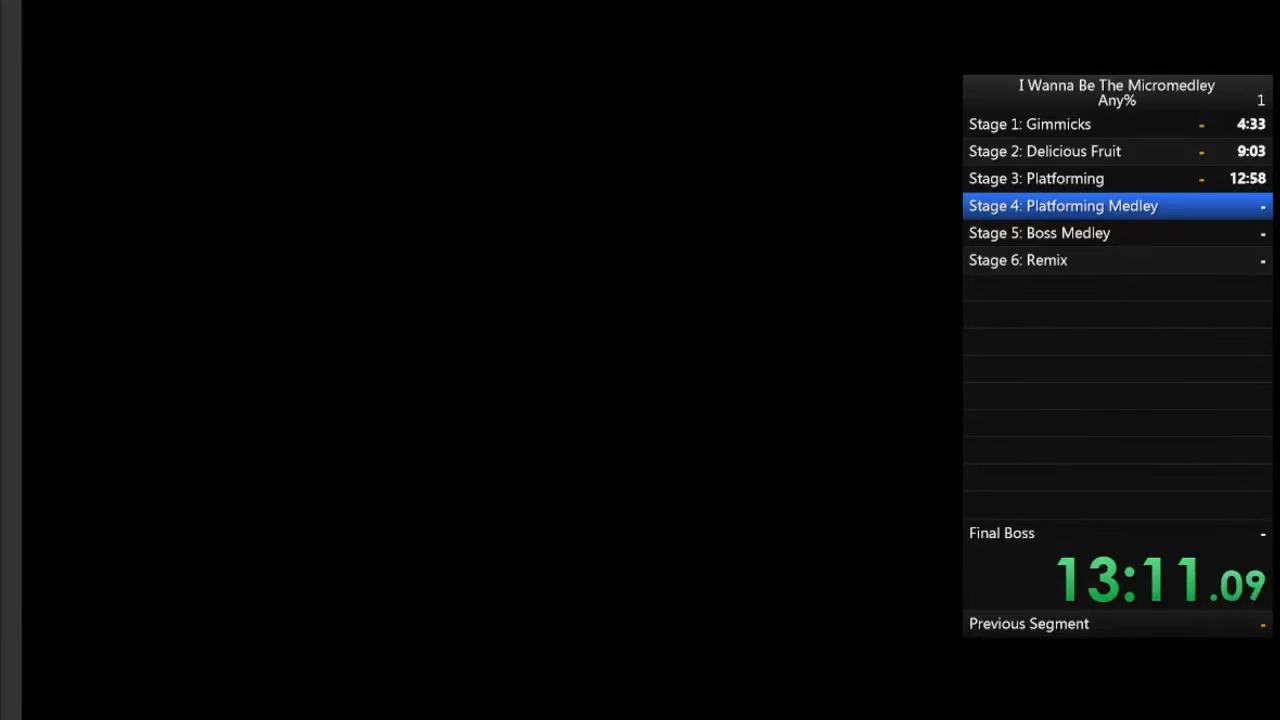 I Wanna Be The Micromedley
Any% 1
Stage 1: Gimmicks - 4:33
Stage 2: Delicious Fruit - 9:03
Stage 3: Platforming - 12:58
Stage 4: Platforming Medley -
Stage 5: Boss Medley -
Stage 6: Remix -
Final Boss -
13:11.09
Previous Segment -